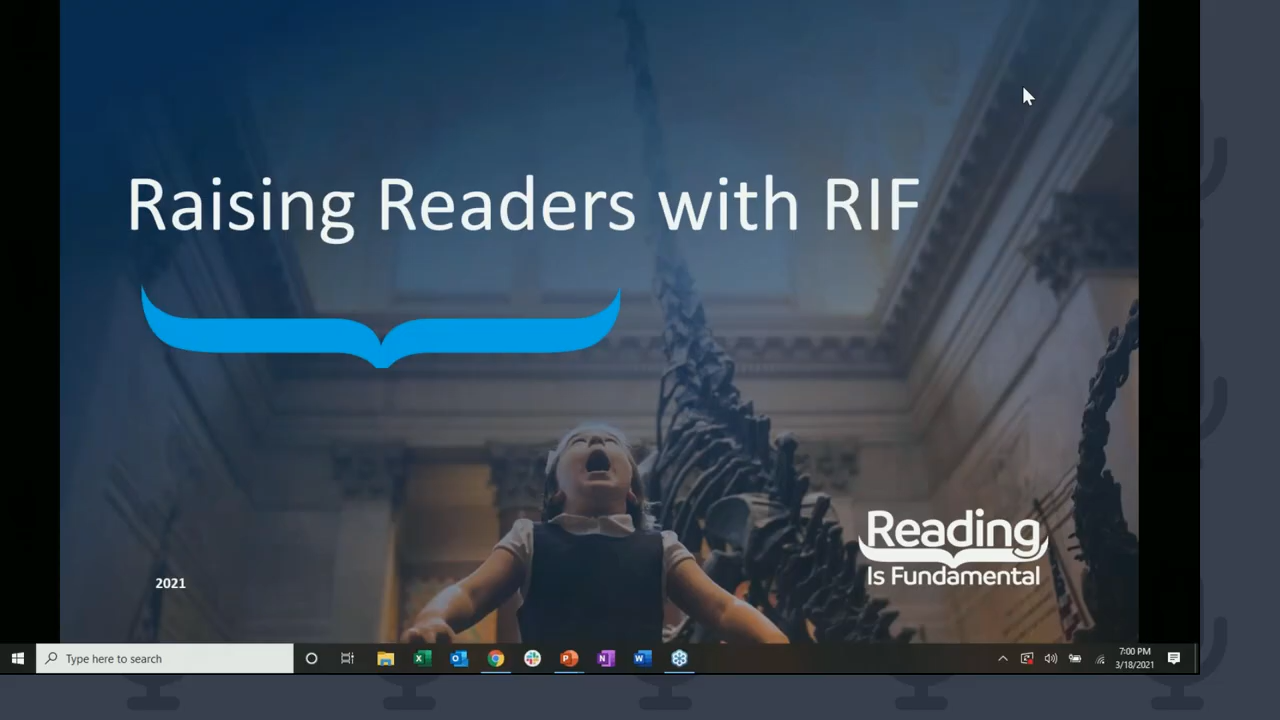 Raising Readers with RIF
Reading
Is Fundamental
2021
Type here to search
7:00 PM
3/18/2021